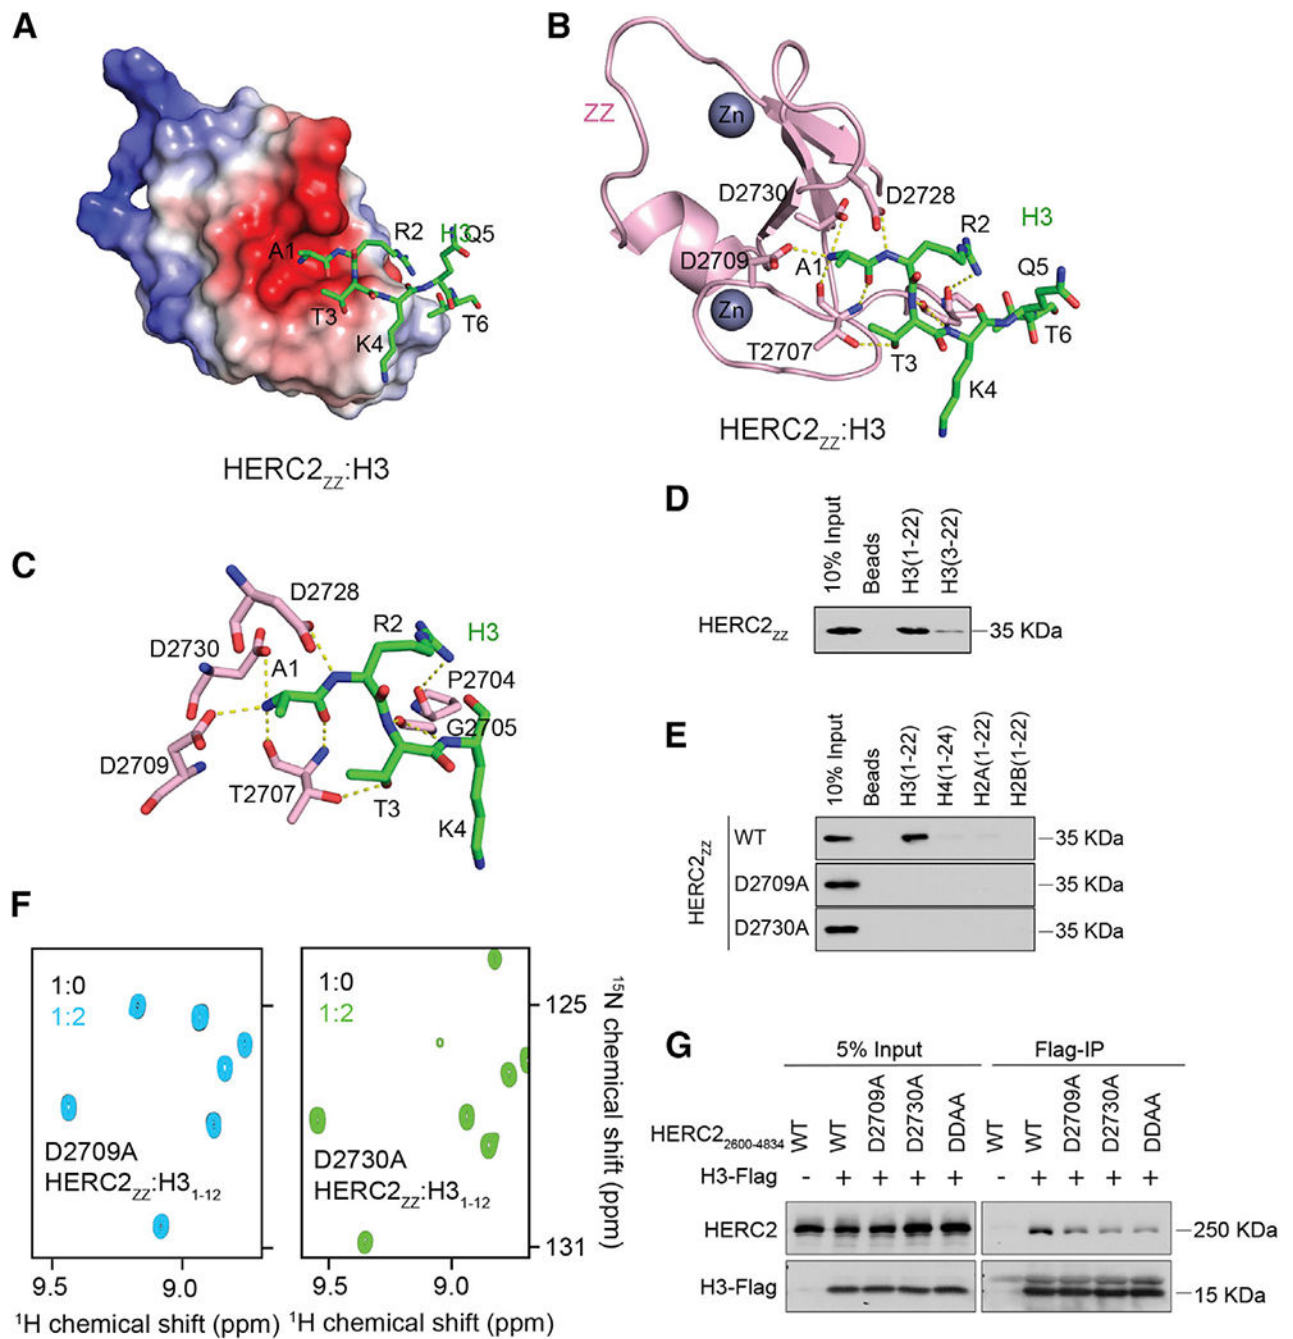 A
A1
R2
H3
Q5
T3
K4
T6
HERC2ZZ:H3
B
ZZ
Zn
D2730
D2728
R2
H3
D2709
A1
Q5
Zn
T2707
T3
T6
K4
HERC2ZZ:H3
C
D2728
R2
H3
D2730
A1
P2704
G2705
D2709
T2707
T3
K4
D
10% Input
Beads
H3(1-22)
H3(3-22)
HERC2ZZ
35 KDa
E
10% Input
Beads
H3(1-22)
H4(1-24)
H2A(1-22)
H2B(1-22)
HERC2ZZ
WT
35 KDa
D2709A
35 KDa
D2730A
35 KDa
F
1:0
1:2
D2709A
HERC2ZZ:H31-12
9.5 9.0
1H chemical shift (ppm)
1:0
1:2
D2730A
HERC2ZZ:H31-12
9.5 9.0
1H chemical shift (ppm)
125
131
15N chemical shift (ppm)
G
5% Input Flag-IP
HERC22600-4834 WT WT D2709A D2730A DDAA WT WT D2709A D2730A DDAA
H3-Flag - + + + + - + + + +
HERC2 250 KDa
H3-Flag 15 KDa